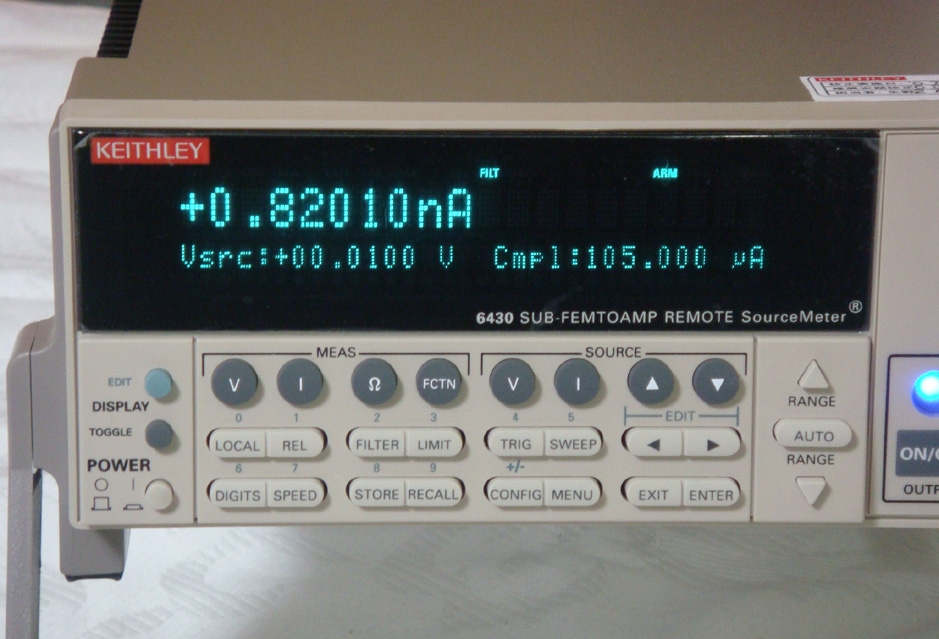 KEITHLEY
KEITHLEY
FILT ARM
+0.82010nA
Vsrc:+00.0100 V Cmpl:105.000 µA
6430 SUB-FEMTOAMP REMOTE SourceMeter®
MEAS SOURCE
EDIT V I Ω FCTN V I ▲ ▼
DISPLAY 0 1 2 3 4 5 EDIT RANGE
TOGGLE LOCAL REL FILTER LIMIT TRIG SWEEP ◀ ▶ AUTO
POWER 6 7 8 9 +/- RANGE
DIGITS SPEED STORE RECALL CONFIG MENU EXIT ENTER
ON/
OUTP